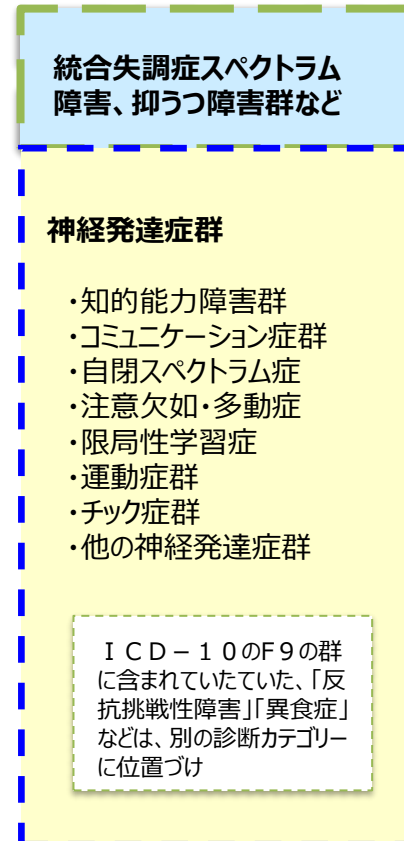 統合失調症スペクトラム
障害、抑うつ障害群など
神経発達症群
・知的能力障害群
・コミュニケーション症群
・自閉スペクトラム症
・注意欠如・多動症
・限局性学習症
・運動症群
・チック症群
・他の神経発達症群
ＩＣＤ－１０のF９の群
に含まれていたていた、「反
抗挑戦性障害」「異食症」
などは、別の診断カテゴリー
に位置づけ